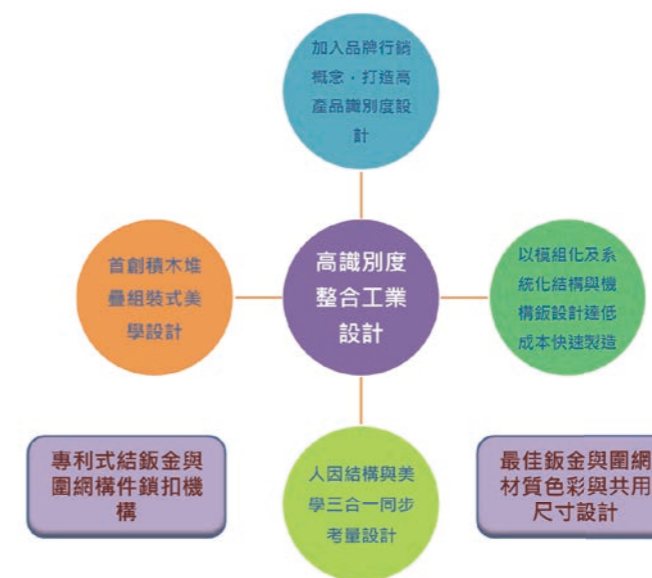 加入品牌行銷
概念，打造高
產品識別度設
計
首創積木堆
疊組裝式美
學設計
高識別度
整合工業
設計
以模組化及系
統化結構與機
構鈑設計達低
成本快速製造
人因結構與美
學三合一同步
考量設計
專利式結鈑金與
圍網構件鎖扣機
構
最佳鈑金與圍網
材質色彩與共用
尺寸設計